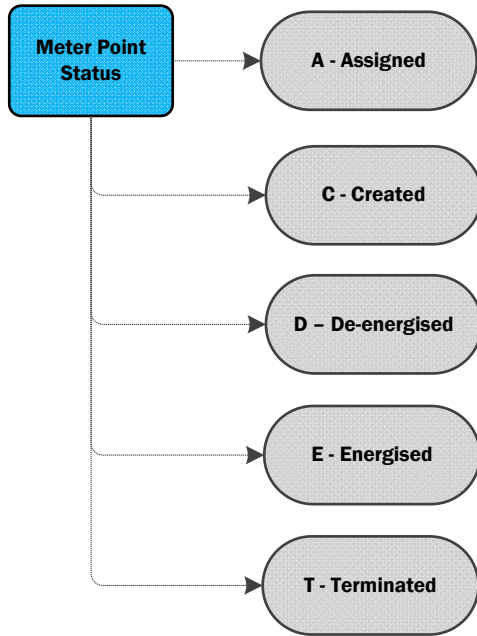 Meter Point
Status
A - Assigned
C - Created
D – De-energised
E - Energised
T - Terminated